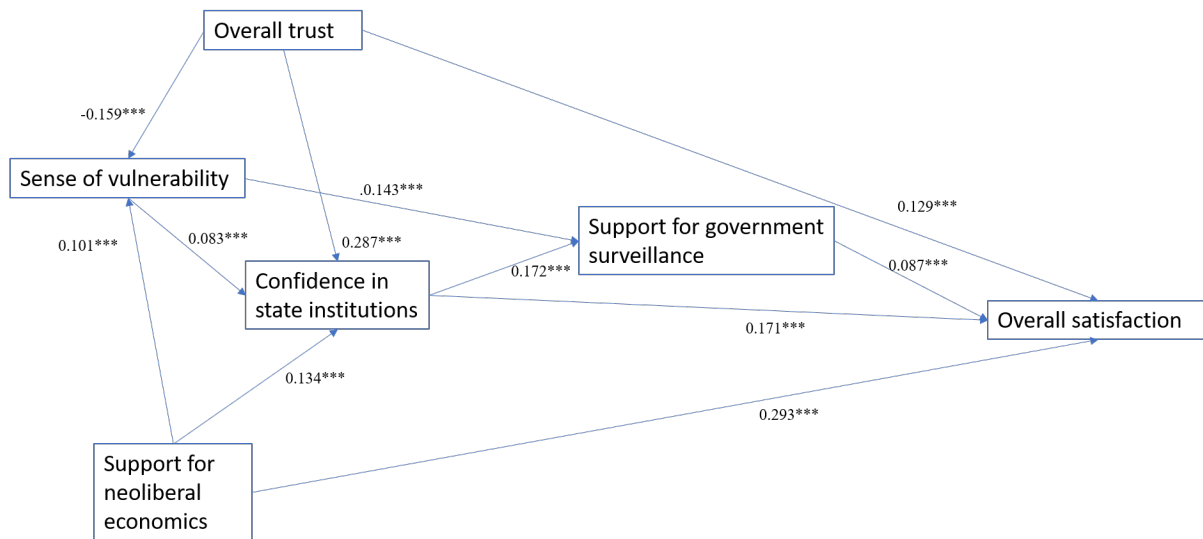 Overall trust
-0.159***
Sense of vulnerability
.0.143***
0.129***
Support for government
surveillance
0.101***
0.083***
0.287***
0.172***
0.087***
Confidence in
state institutions
Overall satisfaction
0.171***
0.134***
0.293***
Support for
neoliberal
economics